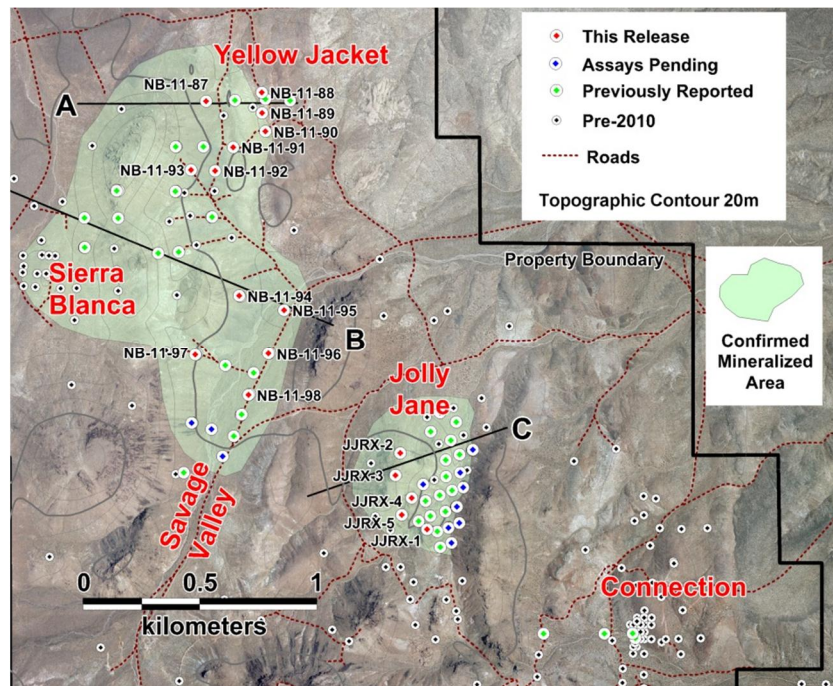 Yellow Jacket
This Release
Assays Pending
Previously Reported
Pre-2010
Roads
Topographic Contour 20m
A
NB-11-87
NB-11-88
NB-11-89
NB-11-90
NB-11-91
NB-11-93
NB-11-92
Property Boundary
Sierra
Blanca
NB-11-94
NB-11-95
B
NB-11-97
NB-11-96
Confirmed
Mineralized
Area
NB-11-98
Jolly
Jane
C
JJRX-2
JJRX-3
JJRX-4
JJRX-5
JJRX-1
Savage
Valley
Connection
0 0.5 1
kilometers